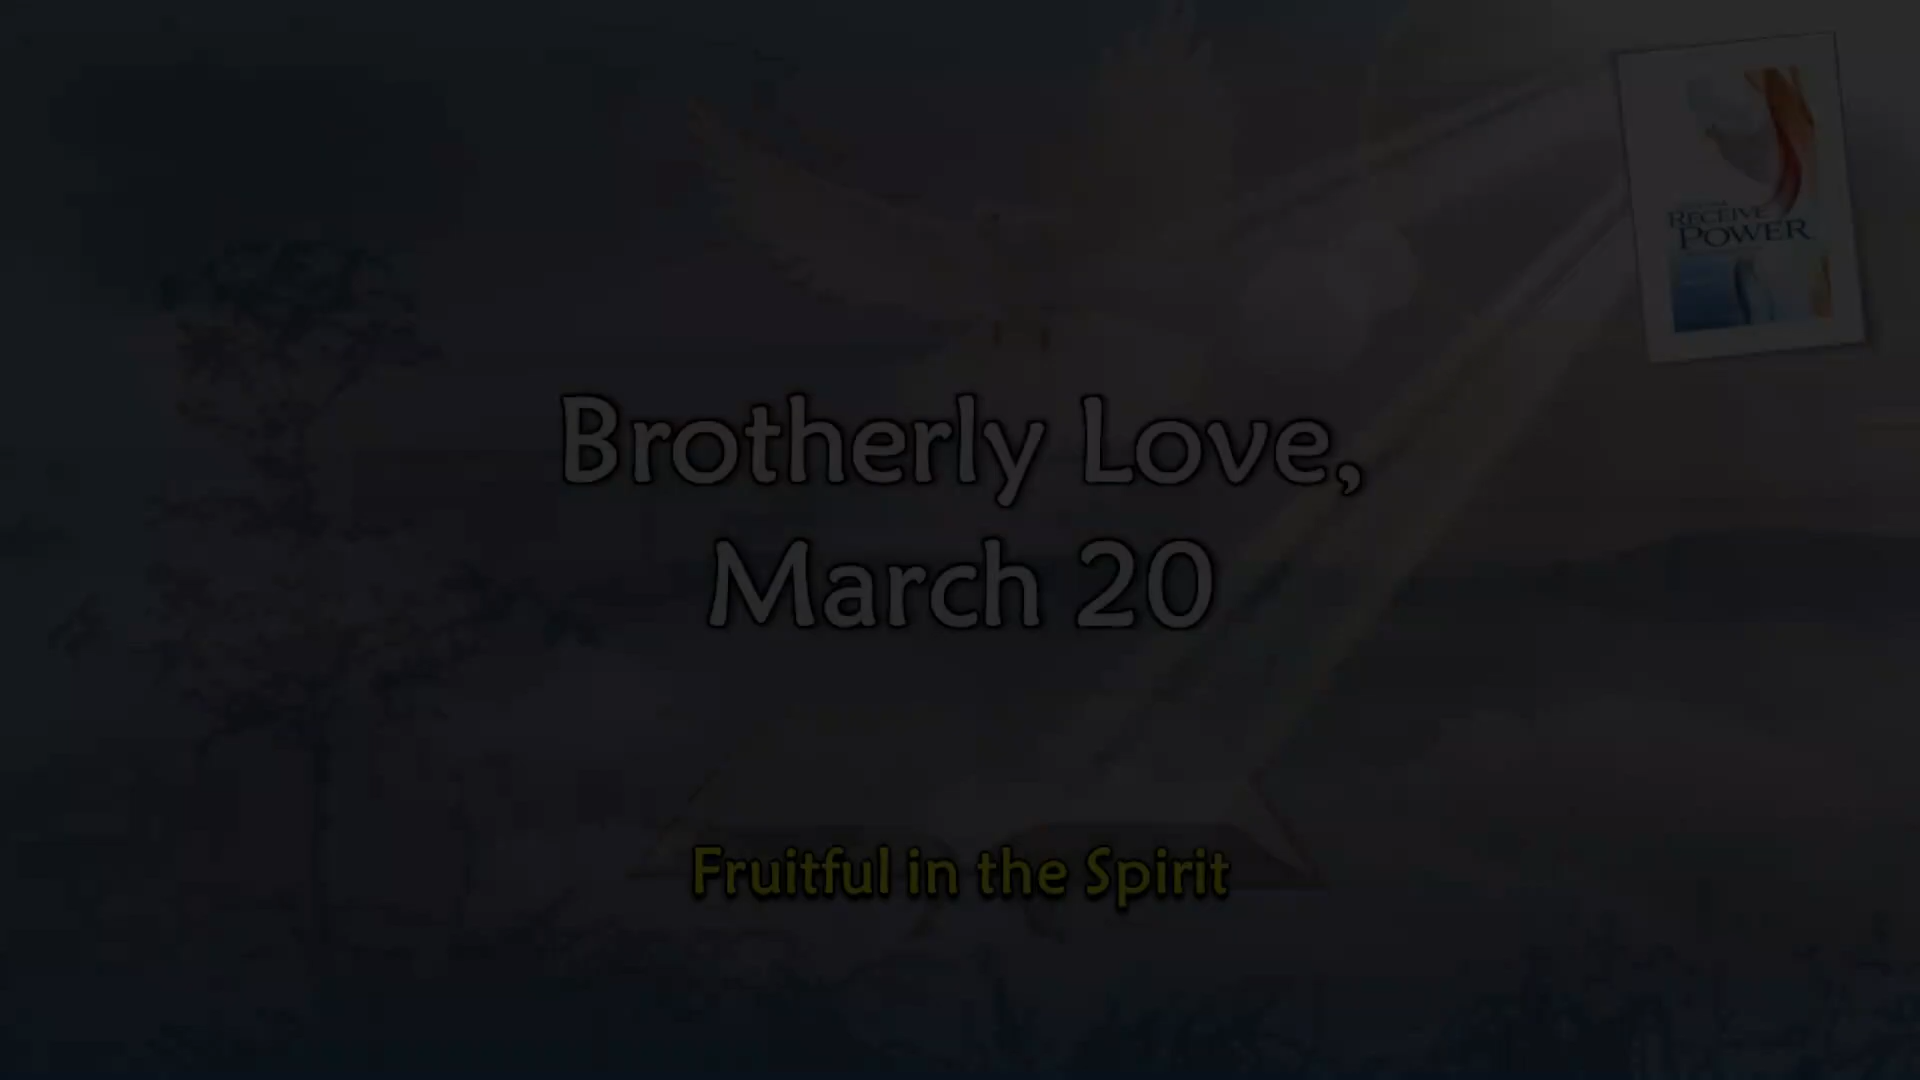 RECEIVE
POWER
Brotherly Love,
March 20
Fruitful in the Spirit